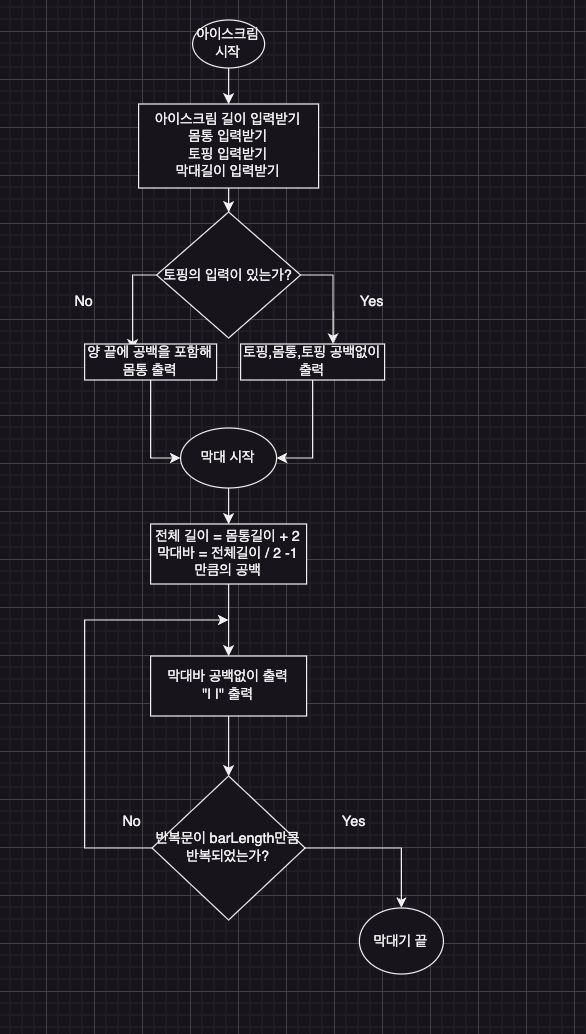 아이스크림
시작
아이스크림 길이 입력받기
몸통 입력받기
토핑 입력받기
막대길이 입력받기
토핑의 입력이 있는가?
No
Yes
양 끝에 공백을 포함해
몸통 출력
토핑,몸통,토핑 공백없이
출력
막대 시작
전체 길이 = 몸통길이 + 2
막대바 = 전체길이 / 2 -1
만큼의 공백
막대바 공백없이 출력
"I I" 출력
No
Yes
반복문이 barLength만큼
반복되었는가?
막대기 끝